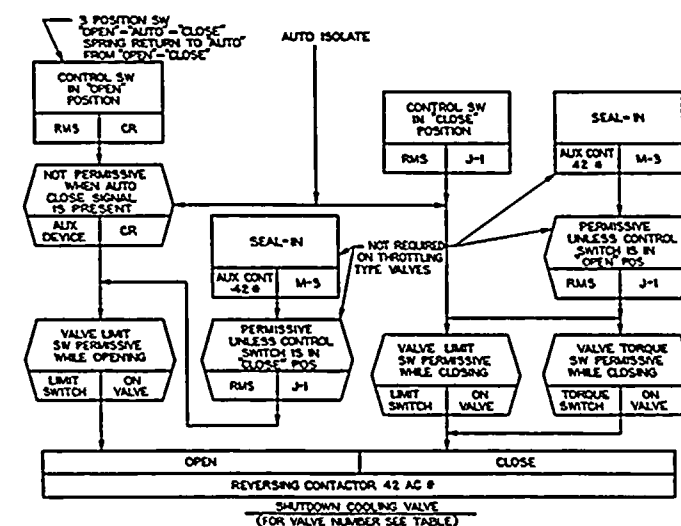 3 POSITION SW
"OPEN"-"AUTO"-"CLOSE"
SPRING RETURN TO "AUTO"
FROM "OPEN"-"CLOSE"
AUTO ISOLATE
CONTROL SW
IN "OPEN"
POSITION
RMS CR
CONTROL SW
IN "CLOSE"
POSITION
RMS J-1
SEAL-IN
AUX CONT
42 @ M-S
NOT PERMISSIVE
WHEN AUTO
CLOSE SIGNAL
IS PRESENT
AUX
DEVICE CR
SEAL-IN
AUX CONT
42 @ M-S
NOT REQUIRED
ON THROTTLING
TYPE VALVES
PERMISSIVE
UNLESS CONTROL
SWITCH IS IN
"OPEN" POS
RMS J-1
VALVE LIMIT
SW PERMISSIVE
WHILE OPENING
LIMIT
SWITCH ON
VALVE
PERMISSIVE
UNLESS CONTROL
SWITCH IS IN
"CLOSE" POS
RMS J-1
VALVE LIMIT
SW PERMISSIVE
WHILE CLOSING
LIMIT
SWITCH ON
VALVE
VALVE TORQUE
SW PERMISSIVE
WHILE CLOSING
TORQUE
SWITCH ON
VALVE
OPEN CLOSE
REVERSING CONTACTOR 42 AC @
SHUTDOWN COOLING VALVE
(FOR VALVE NUMBER SEE TABLE)